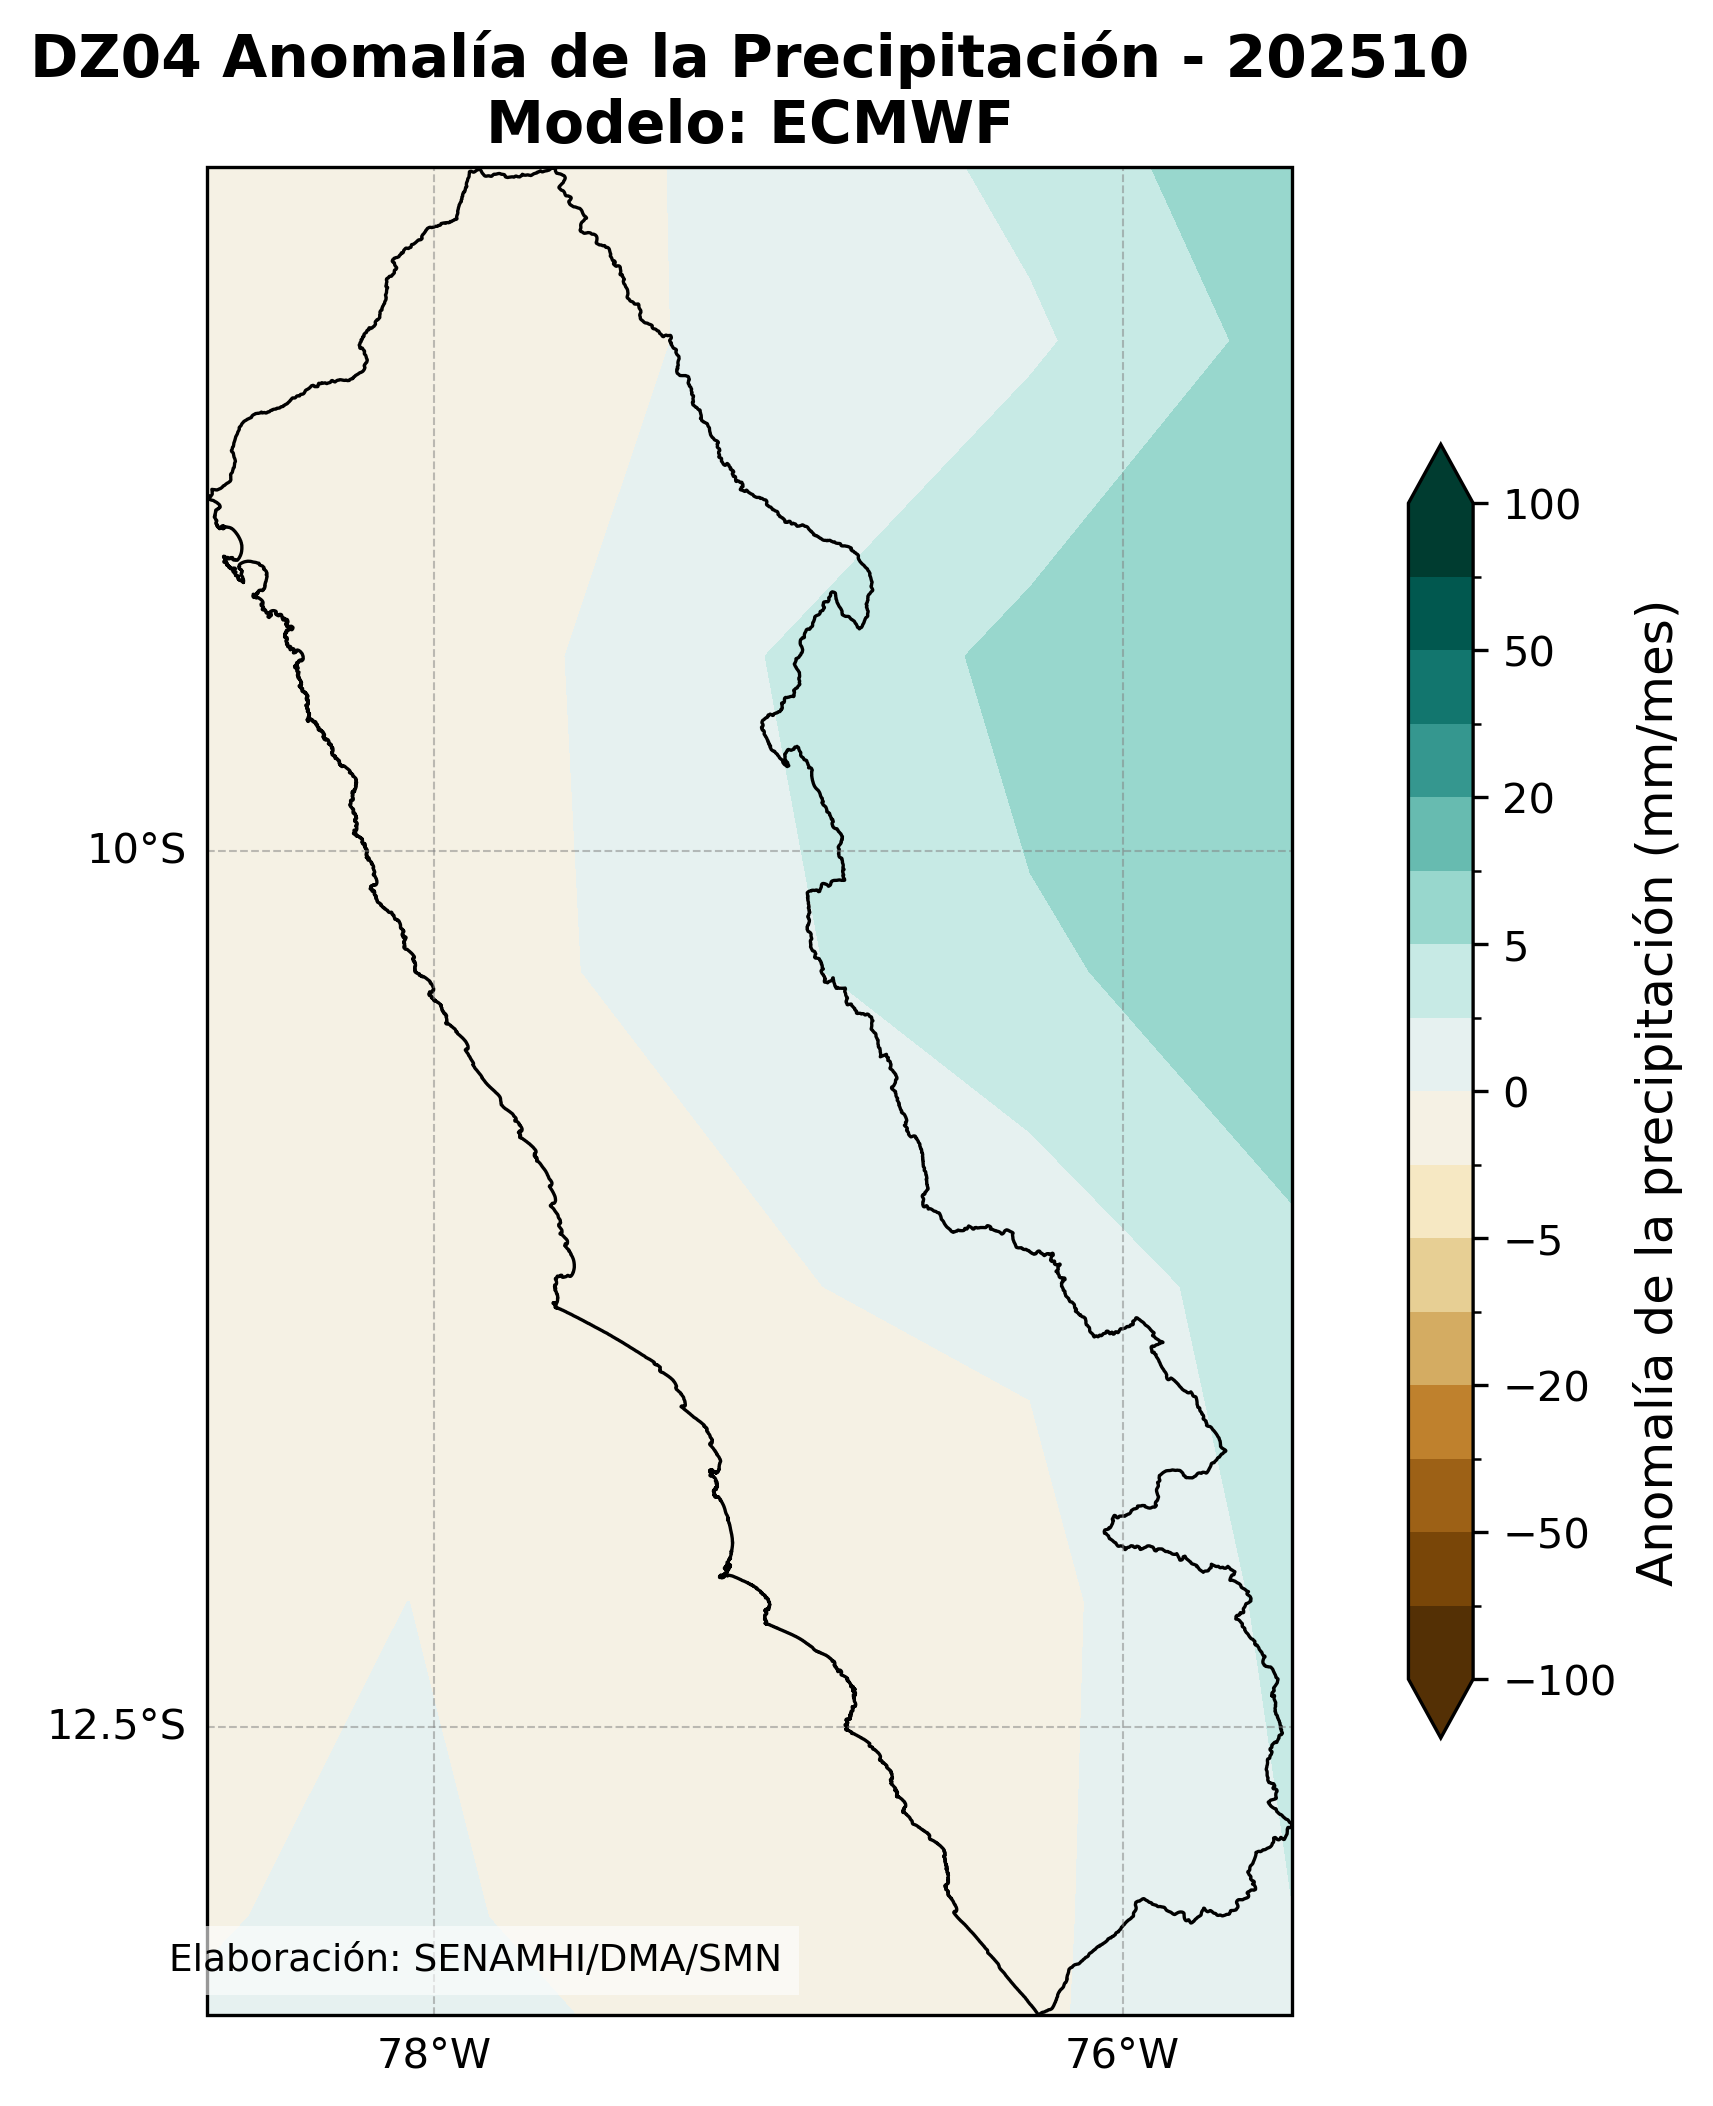 DZ04 Anomalía de la Precipitación - 202510
Modelo: ECMWF
10°S
12.5°S
78°W
76°W
Elaboración: SENAMHI/DMA/SMN
100
50
20
5
0
−5
−20
−50
−100
Anomalía de la precipitación (mm/mes)